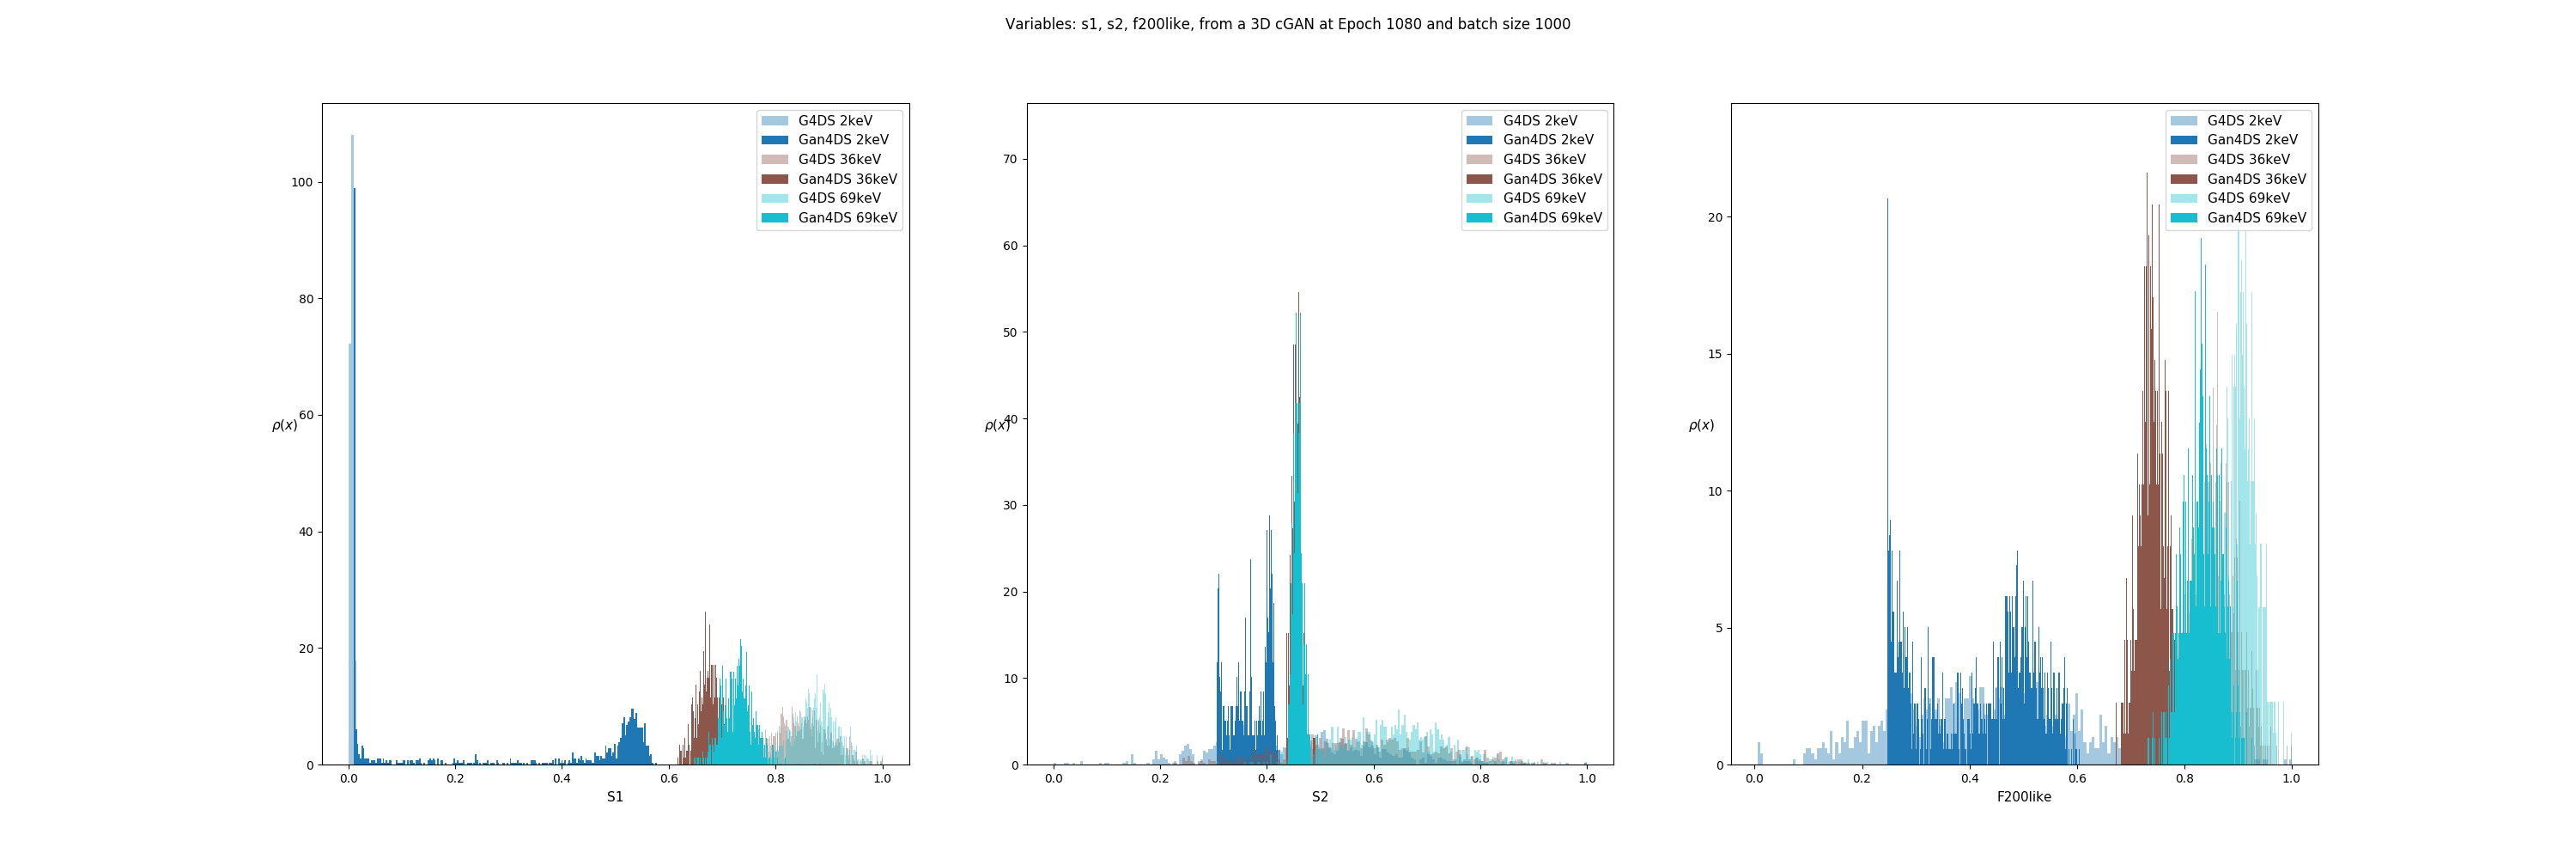 Variables: s1, s2, f200like, from a 3D cGAN at Epoch 1080 and batch size 1000
G4DS 2keV
Gan4DS 2keV
G4DS 36keV
Gan4DS 36keV
G4DS 69keV
Gan4DS 69keV
100
80
60
40
20
0
ρ(x)
0.0 0.2 0.4 0.6 0.8 1.0
S1
G4DS 2keV
Gan4DS 2keV
G4DS 36keV
Gan4DS 36keV
G4DS 69keV
Gan4DS 69keV
70
60
50
40
30
20
10
0
ρ(x)
0.0 0.2 0.4 0.6 0.8 1.0
S2
G4DS 2keV
Gan4DS 2keV
G4DS 36keV
Gan4DS 36keV
G4DS 69keV
Gan4DS 69keV
20
15
10
5
0
ρ(x)
0.0 0.2 0.4 0.6 0.8 1.0
F200like